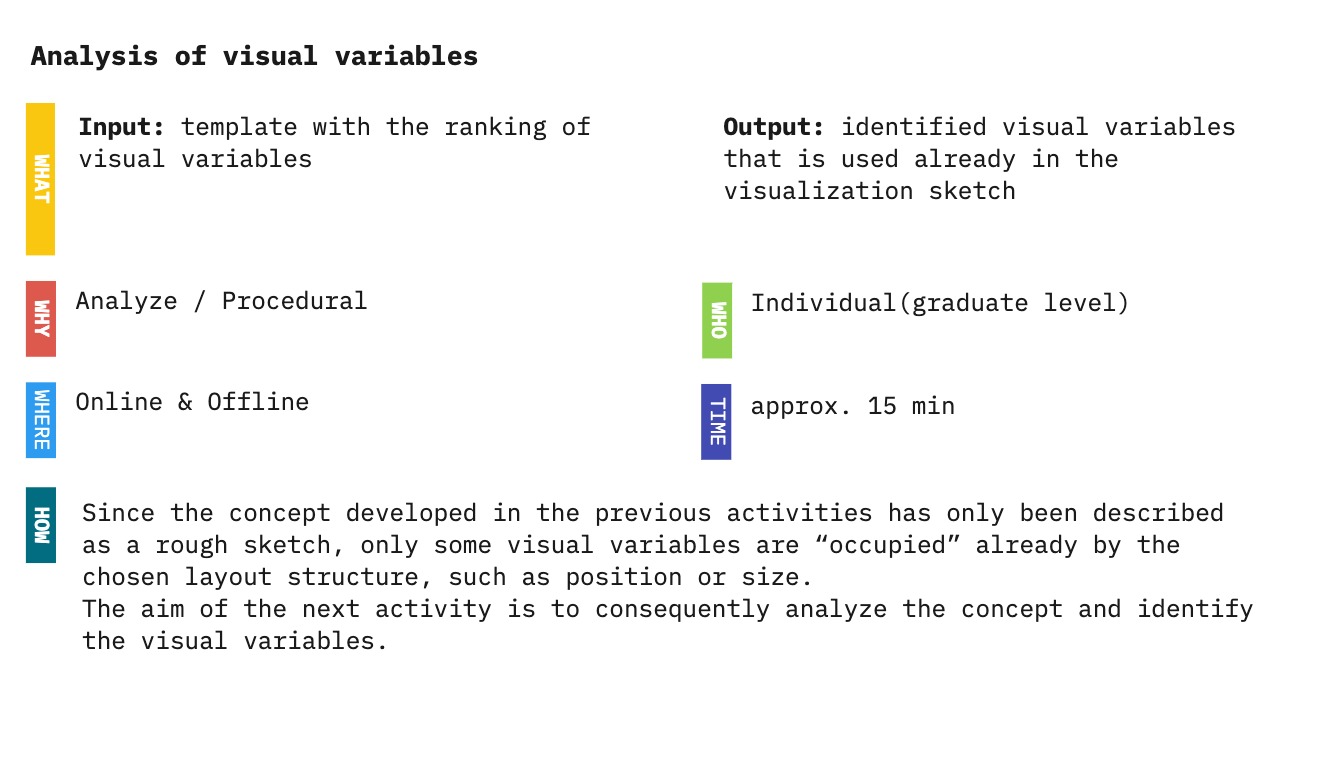 Analysis of visual variables
WHAT
Input: template with the ranking of
visual variables
Output: identified visual variables
that is used already in the
visualization sketch
WHY
Analyze / Procedural
WHO
Individual(graduate level)
WHERE
Online & Offline
TIME
approx. 15 min
HOW
Since the concept developed in the previous activities has only been described
as a rough sketch, only some visual variables are “occupied” already by the
chosen layout structure, such as position or size.
The aim of the next activity is to consequently analyze the concept and identify
the visual variables.